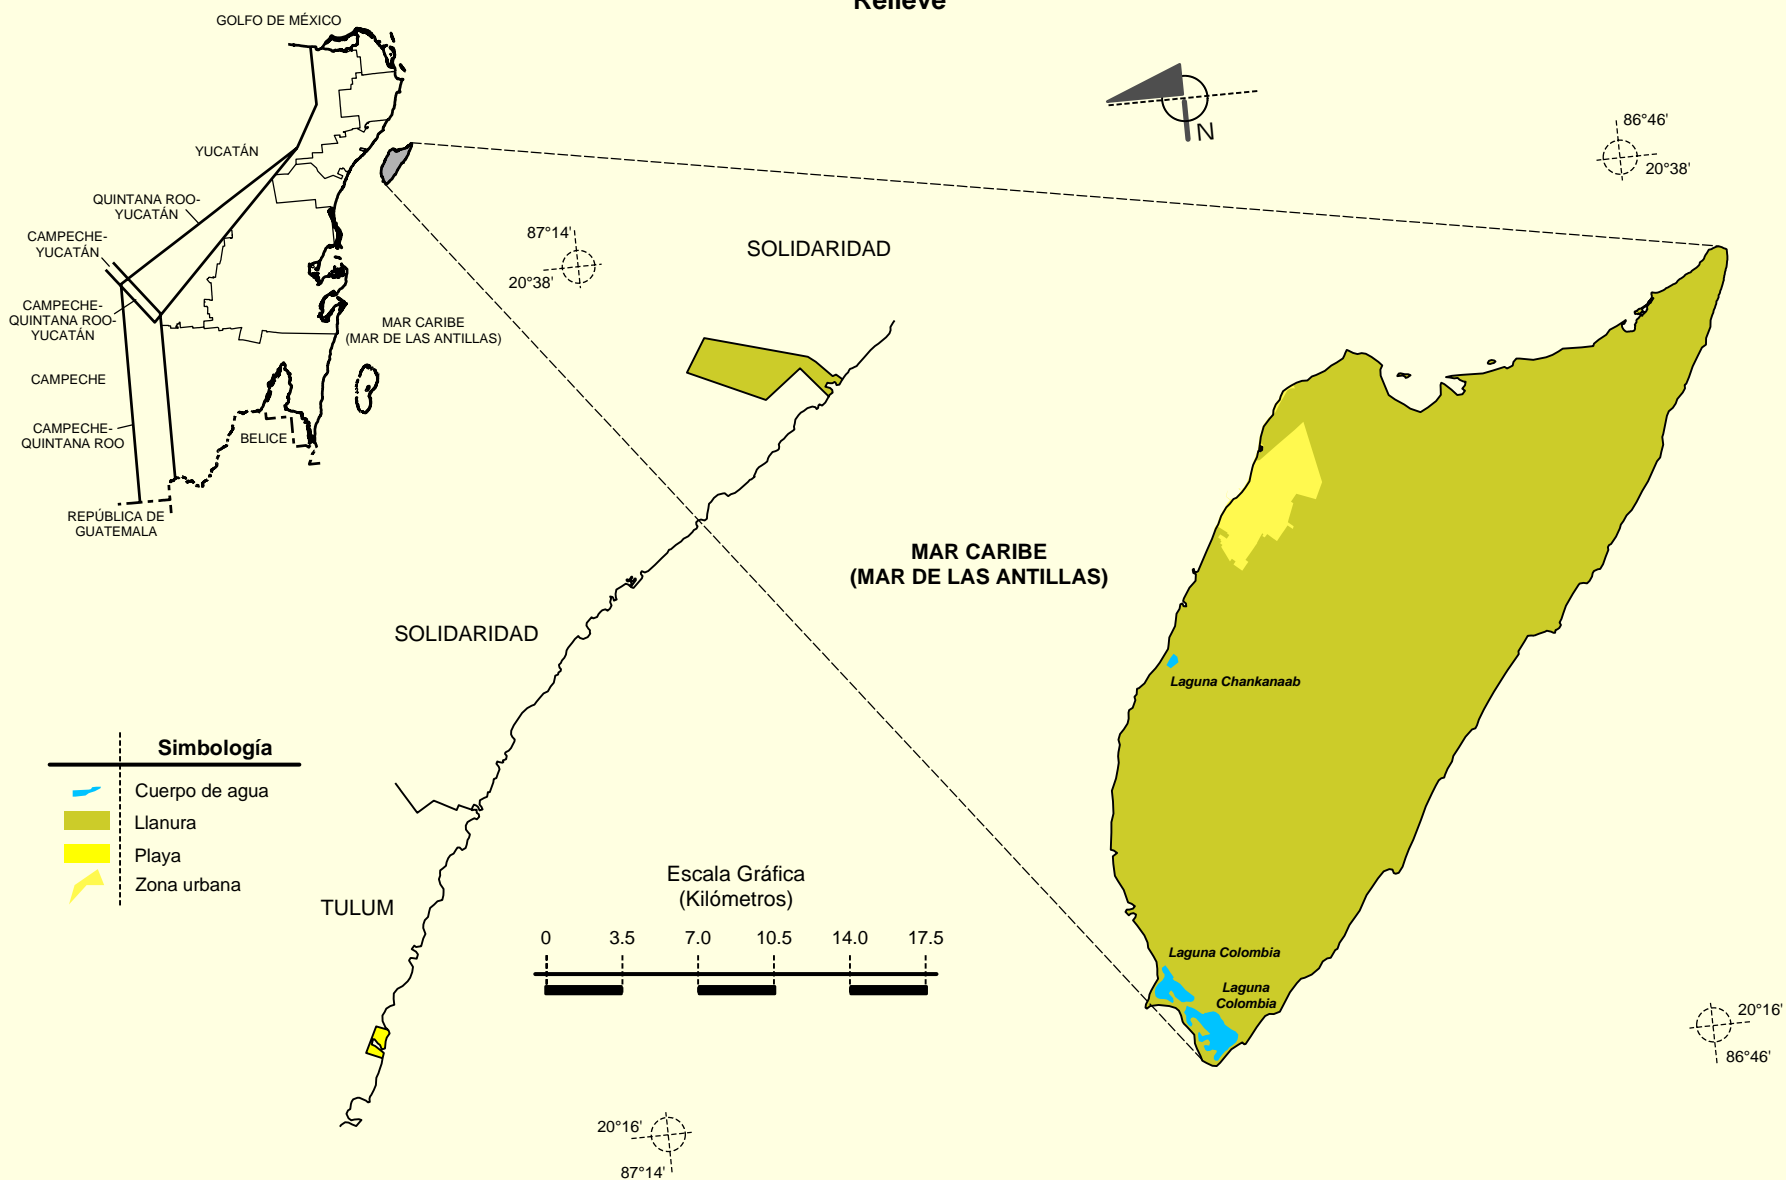 Relieve
GOLFO DE MÉXICO
YUCATÁN
QUINTANA ROO-
YUCATÁN
CAMPECHE-
YUCATÁN
CAMPECHE-
QUINTANA ROO-
YUCATÁN
CAMPECHE
CAMPECHE-
QUINTANA ROO
BELICE
REPÚBLICA DE
GUATEMALA
MAR CARIBE
(MAR DE LAS ANTILLAS)
N
86°46'
20°38'
87°14'
20°38'
SOLIDARIDAD
MAR CARIBE
(MAR DE LAS ANTILLAS)
SOLIDARIDAD
Laguna Chankanaab
Simbología
Cuerpo de agua
Llanura
Playa
Zona urbana
TULUM
Escala Gráfica
(Kilómetros)
0 3.5 7.0 10.5 14.0 17.5
Laguna Colombia
Laguna
Colombia
20°16'
86°46'
20°16'
87°14'